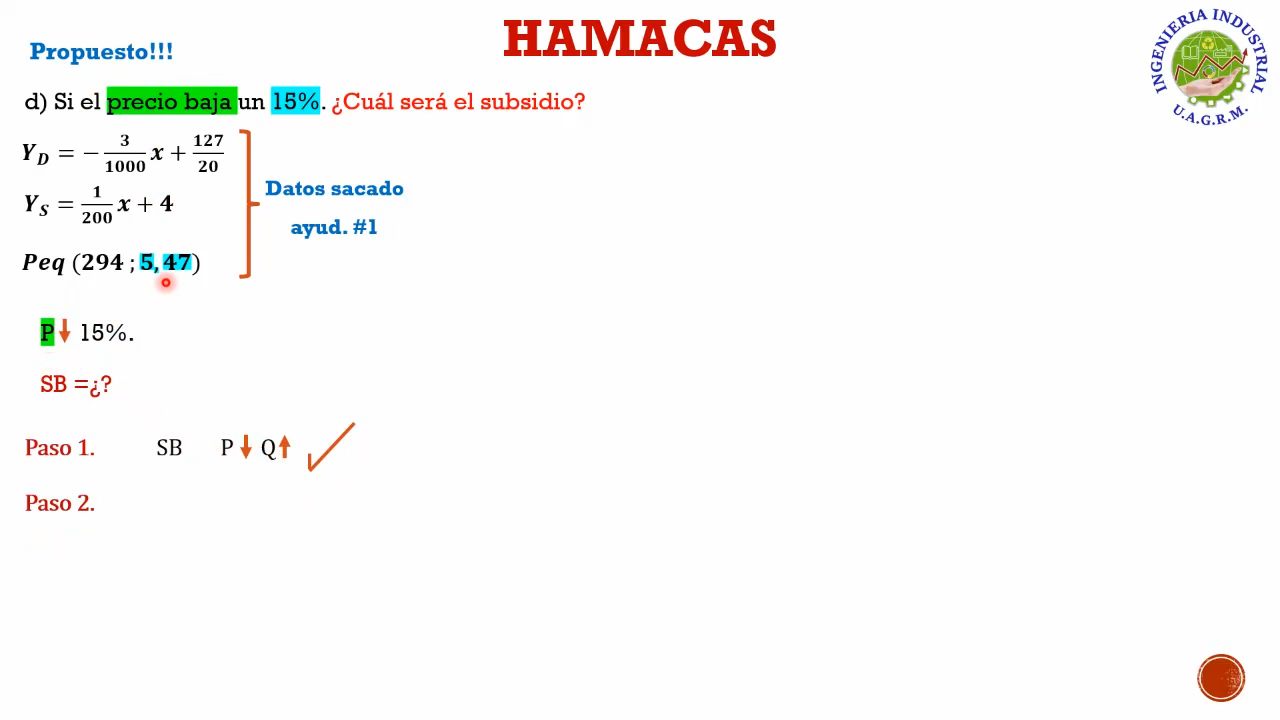 HAMACAS
Propuesto!!!
d) Si el precio baja un 15%. ¿Cuál será el subsidio?
Y_D = − 3/1000 x + 127/20
Y_S = 1/200 x + 4
Datos sacado
ayud. #1
Peq (294 ; 5, 47)
P↓ 15%.
SB =¿?
Paso 1. SB P↓ Q↑
Paso 2.
INGENIERIA INDUSTRIAL
U.A.G.R.M.